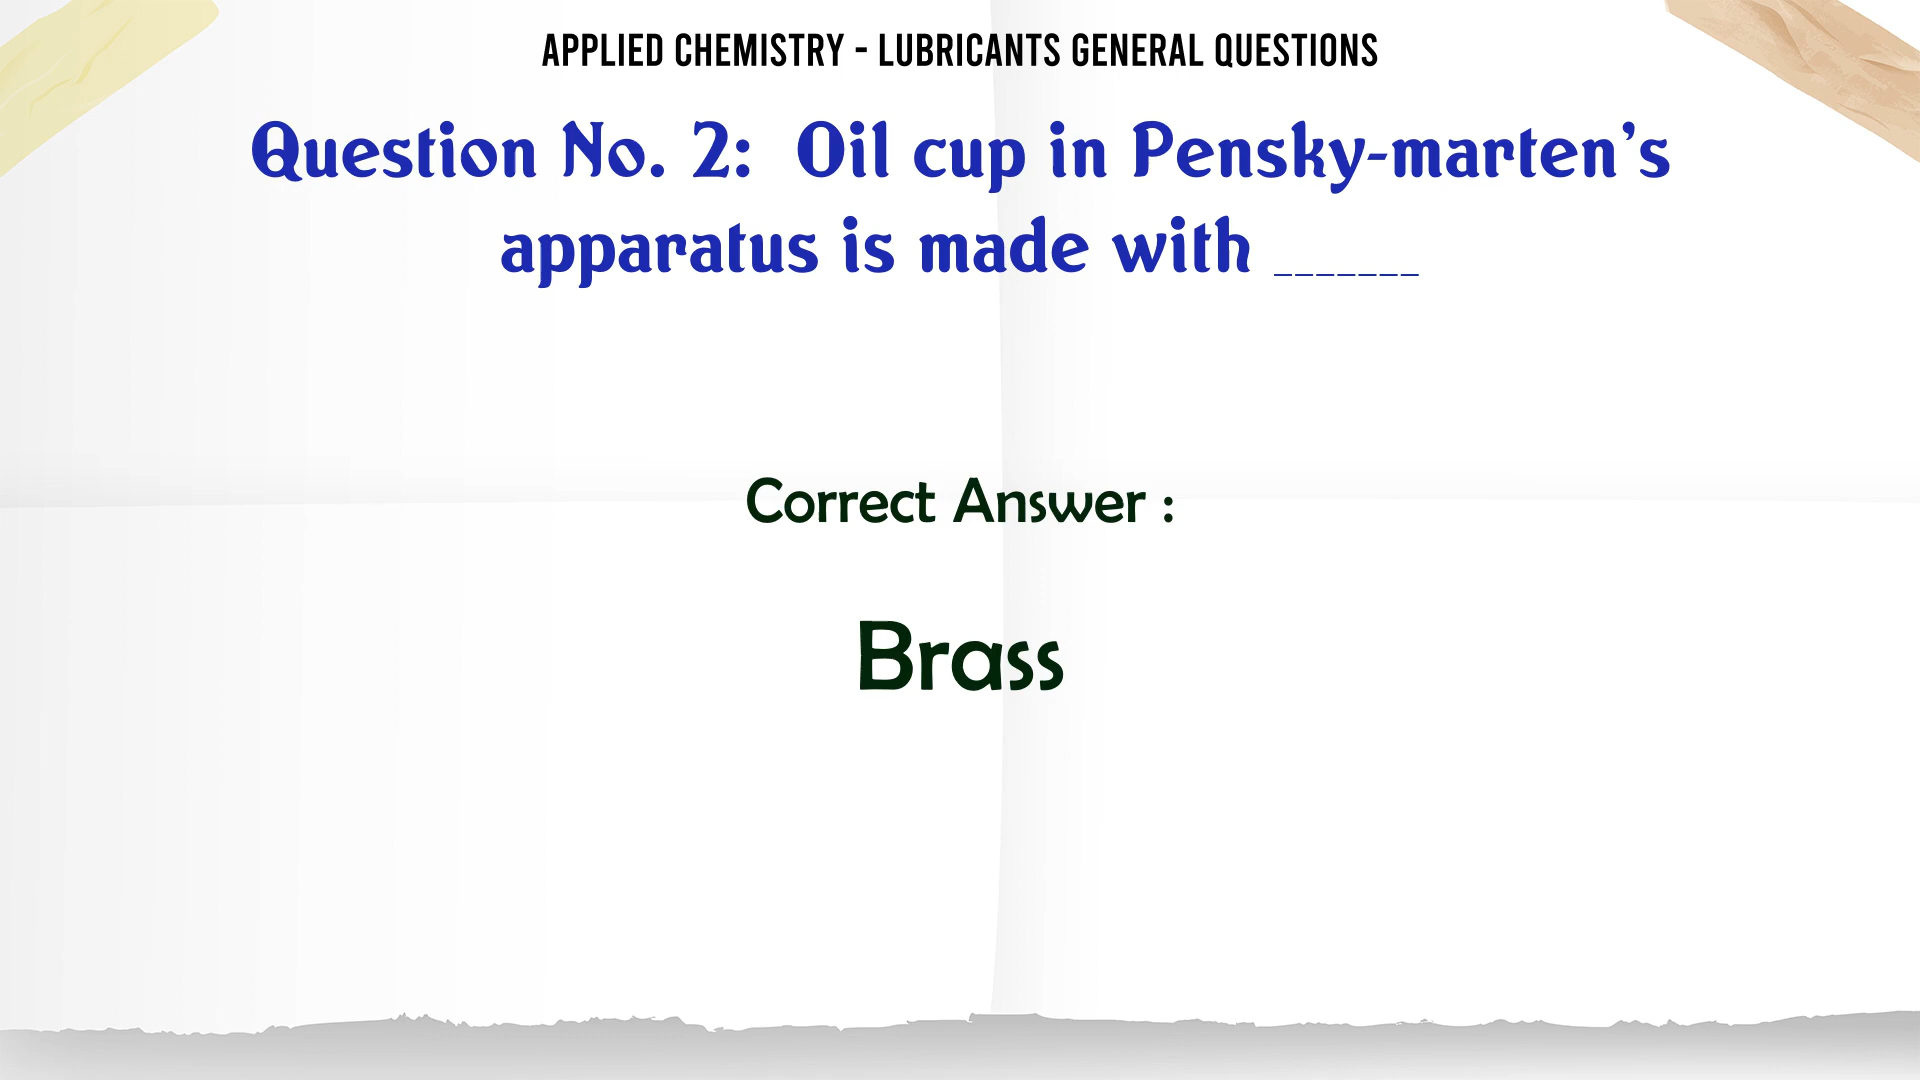 APPLIED CHEMISTRY - LUBRICANTS GENERAL QUESTIONS
Question No. 2: Oil cup in Pensky-marten's
apparatus is made with _______
Correct Answer :
Brass